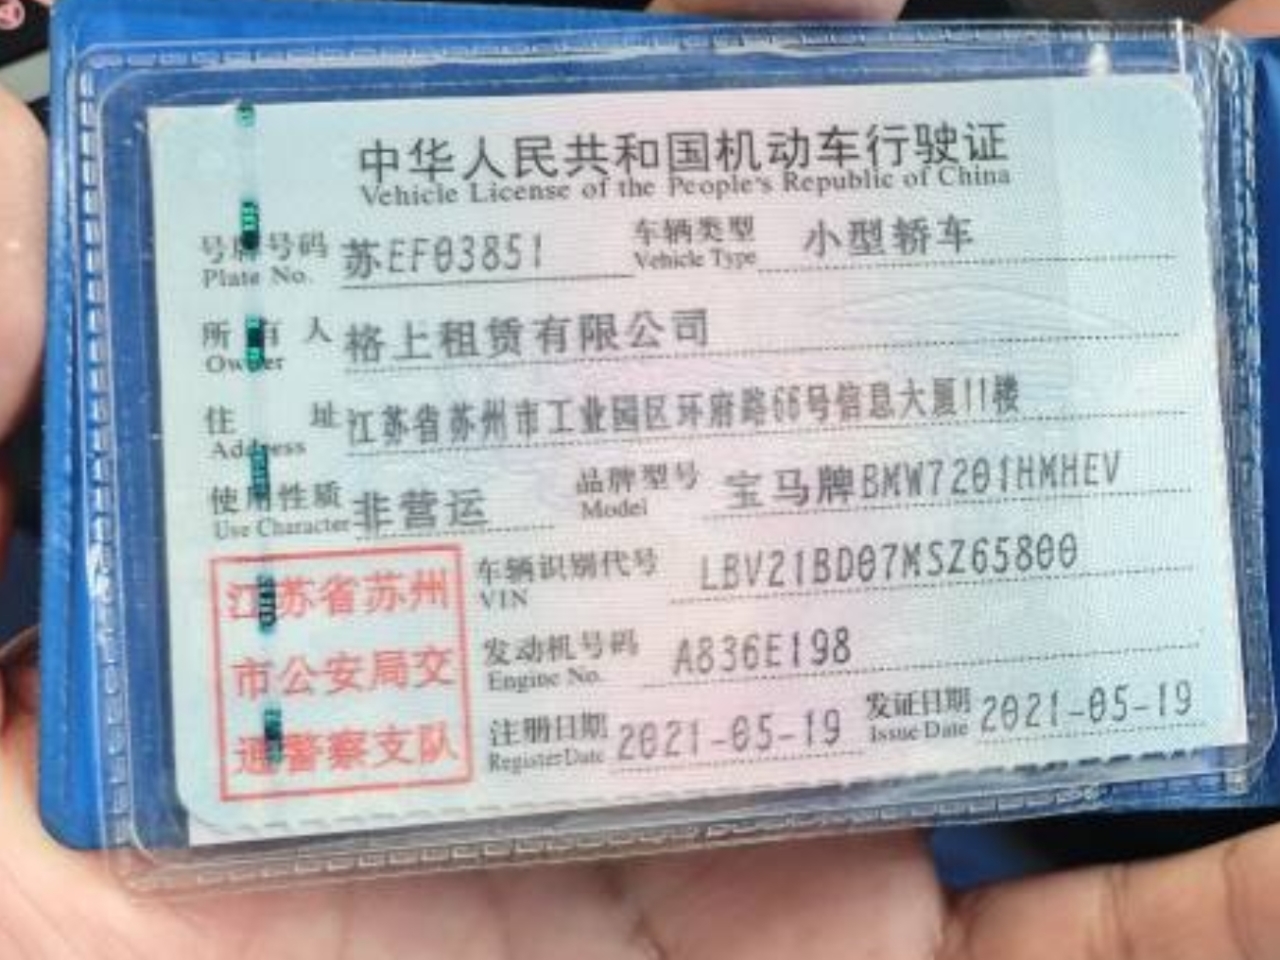 中华人民共和国机动车行驶证
Vehicle License of the People's Republic of China
号牌号码 苏EF03851 车辆类型 小型轿车
Plate No. Vehicle Type
所有人 格上租赁有限公司
Owner
住址 江苏省苏州市工业园区环府路66号信息大厦11楼
Address
使用性质 非营运 品牌型号 宝马牌BMW7201HMHEV
Use Character Model
车辆识别代号 LBV21BD07MSZ65800
VIN
发动机号码 A836E198
Engine No.
注册日期 2021-05-19 发证日期 2021-05-19
Register Date Issue Date
江苏省苏州
市公安局交
通警察支队